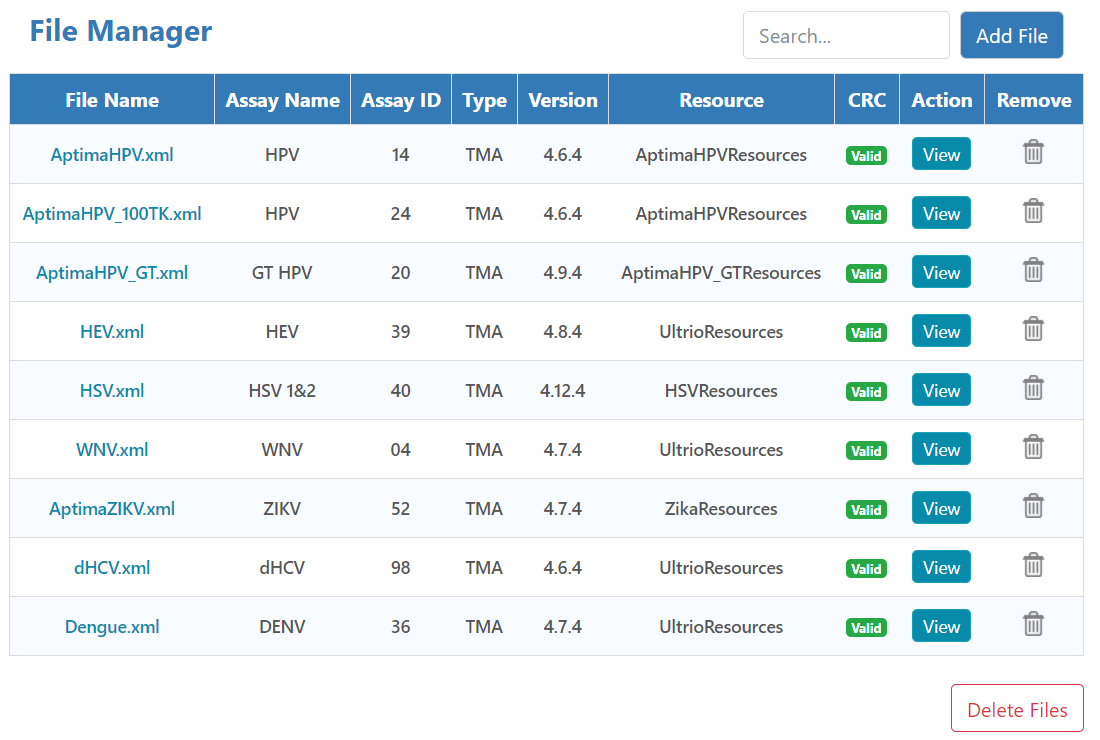 File Manager
Search... Add File
File Name Assay Name Assay ID Type Version Resource CRC Action Remove
AptimaHPV.xml HPV 14 TMA 4.6.4 AptimaHPVResources Valid View
AptimaHPV_100TK.xml HPV 24 TMA 4.6.4 AptimaHPVResources Valid View
AptimaHPV_GT.xml GT HPV 20 TMA 4.9.4 AptimaHPV_GTResources Valid View
HEV.xml HEV 39 TMA 4.8.4 UltrioResources Valid View
HSV.xml HSV 1&2 40 TMA 4.12.4 HSVResources Valid View
WNV.xml WNV 04 TMA 4.7.4 UltrioResources Valid View
AptimaZIKV.xml ZIKV 52 TMA 4.7.4 ZikaResources Valid View
dHCV.xml dHCV 98 TMA 4.6.4 UltrioResources Valid View
Dengue.xml DENV 36 TMA 4.7.4 UltrioResources Valid View
Delete Files